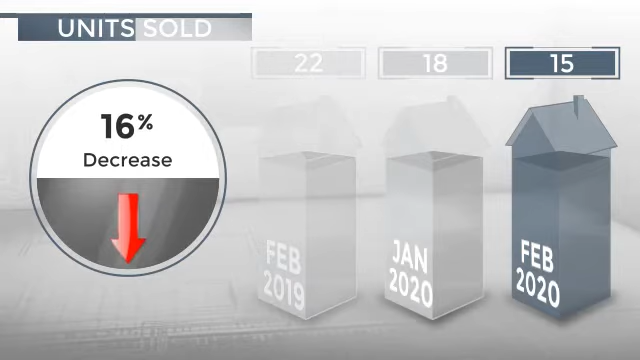 UNITS SOLD
16%
Decrease
22
18
15
FEB
2019
JAN
2020
FEB
2020